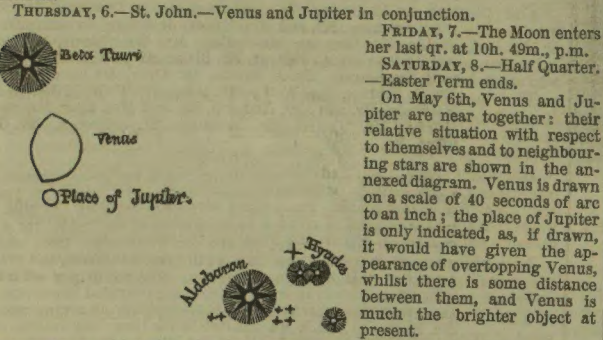 THURSDAY, 6.—St. John.—Venus and Jupiter in conjunction.
FRIDAY, 7.—The Moon enters
her last qr. at 10h. 49m., p.m.
SATURDAY, 8.—Half Quarter.
—Easter Term ends.
On May 6th, Venus and Ju-
piter are near together: their
relative situation with respect
to themselves and to neighbour-
ing stars are shown in the an-
nexed diagram. Venus is drawn
on a scale of 40 seconds of arc
to an inch; the place of Jupiter
is only indicated, as, if drawn,
it would have given the ap-
pearance of overtopping Venus,
whilst there is some distance
between them, and Venus is
much the brighter object at
present.
Beta Tauri
Venus
Place of Jupiter.
Hyades
Aldebaran